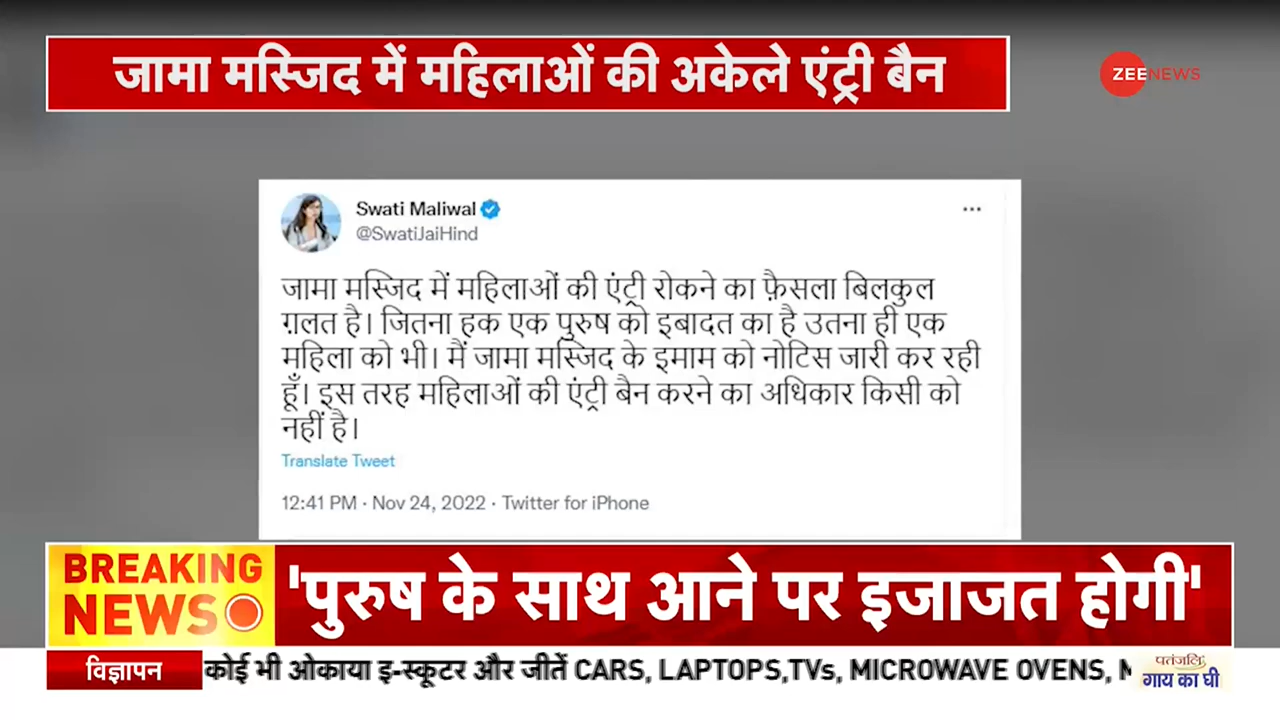 जामा मस्जिद में महिलाओं की अकेले एंट्री बैन
ZEENEWS
Swati Maliwal
@SwatiJaiHind
जामा मस्जिद में महिलाओं की एंट्री रोकने का फ़ैसला बिलकुल
ग़लत है। जितना हक एक पुरुष को इबादत का है उतना ही एक
महिला को भी। मैं जामा मस्जिद के इमाम को नोटिस जारी कर रही
हूँ। इस तरह महिलाओं की एंट्री बैन करने का अधिकार किसी को
नहीं है।
Translate Tweet
12:41 PM · Nov 24, 2022 · Twitter for iPhone
BREAKING
NEWS
'पुरुष के साथ आने पर इजाजत होगी'
विज्ञापन
कोई भी ओकाया इ-स्कूटर और जीतें CARS, LAPTOPS,TVs, MICROWAVE OVENS,
पतंजलि
गाय का घी